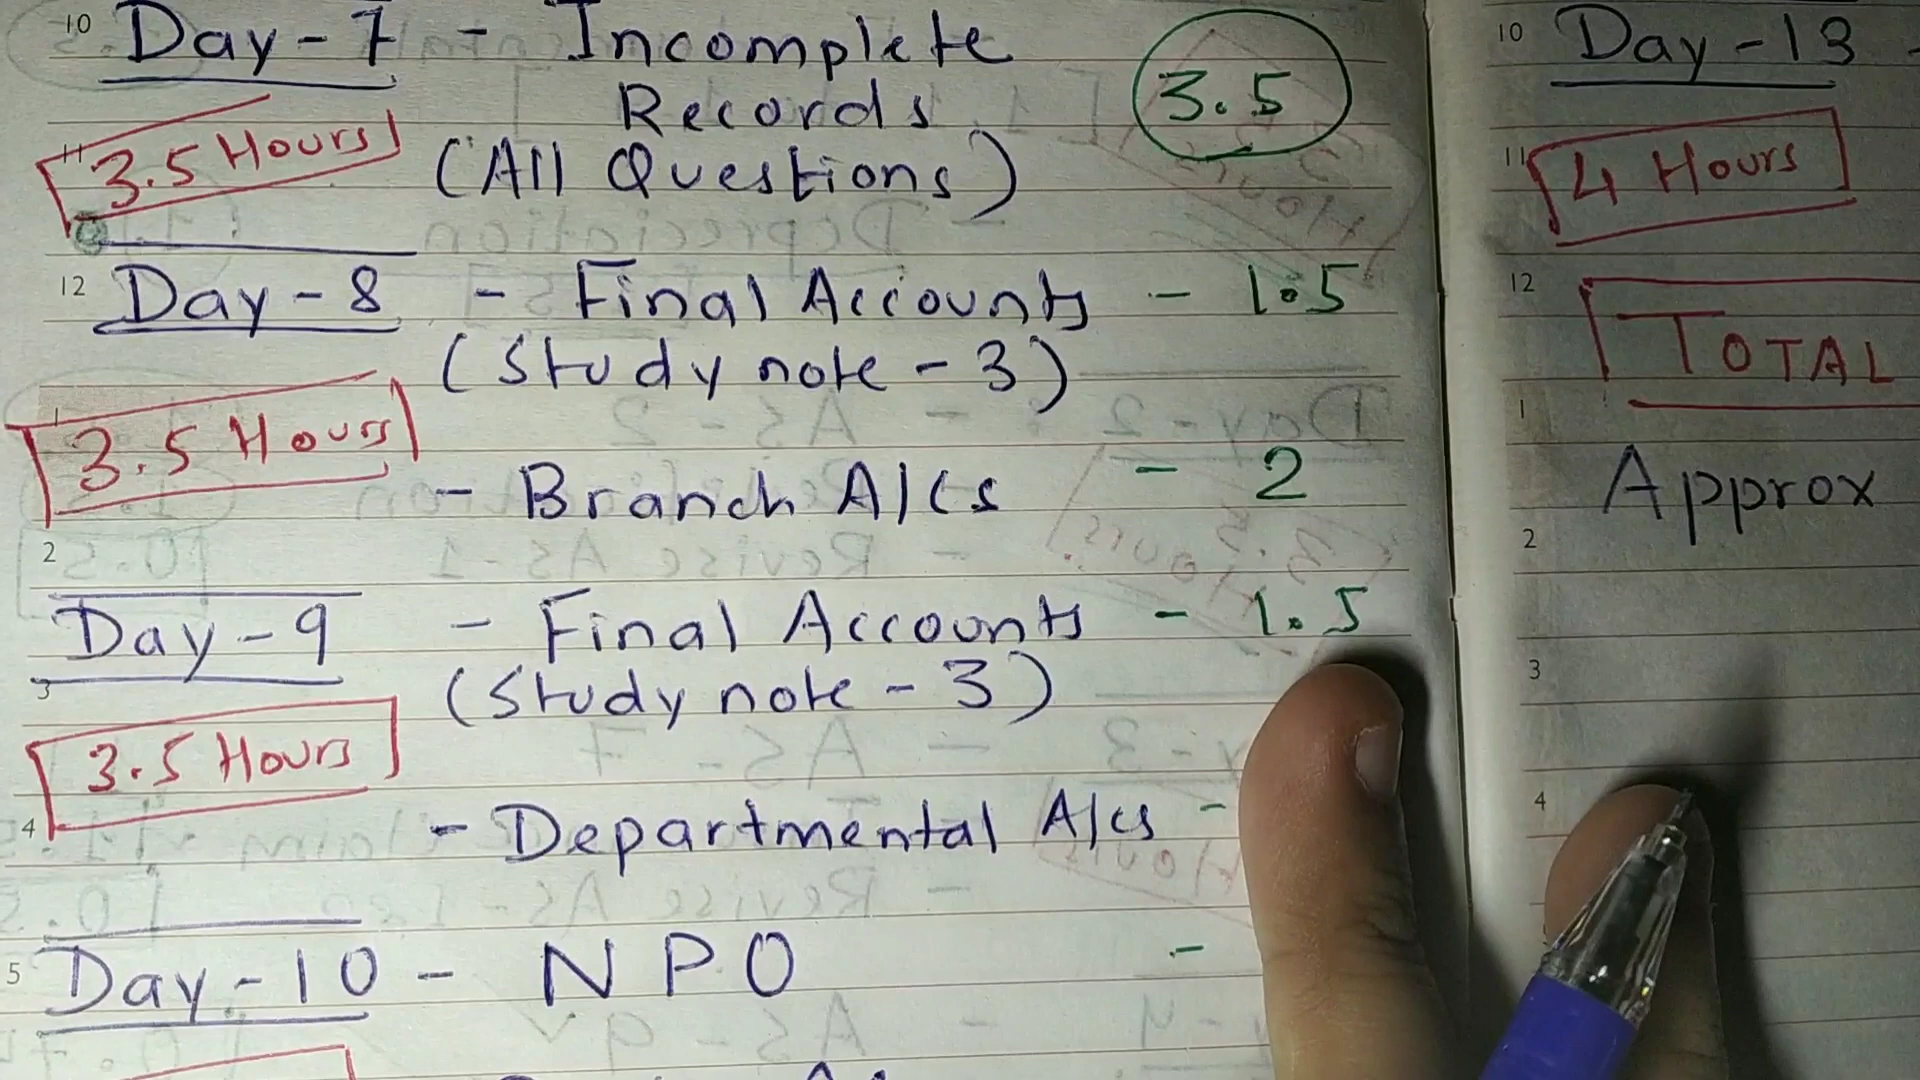 10 Day - 7 - Incomplete
Records 3.5
11 3.5 Hours (All Questions)
12 Day - 8 - Final Accounts - 1.5
(Study note - 3)
1 3.5 Hours
- Branch A/cs - 2
2
Day - 9 - Final Accounts - 1.5
3 (Study note - 3)
3.5 Hours
4 - Departmental A/cs -
5 Day - 10 - NPO -
10 Day - 13 -
11 4 Hours
12
TOTAL
1
Approx
2
3
4